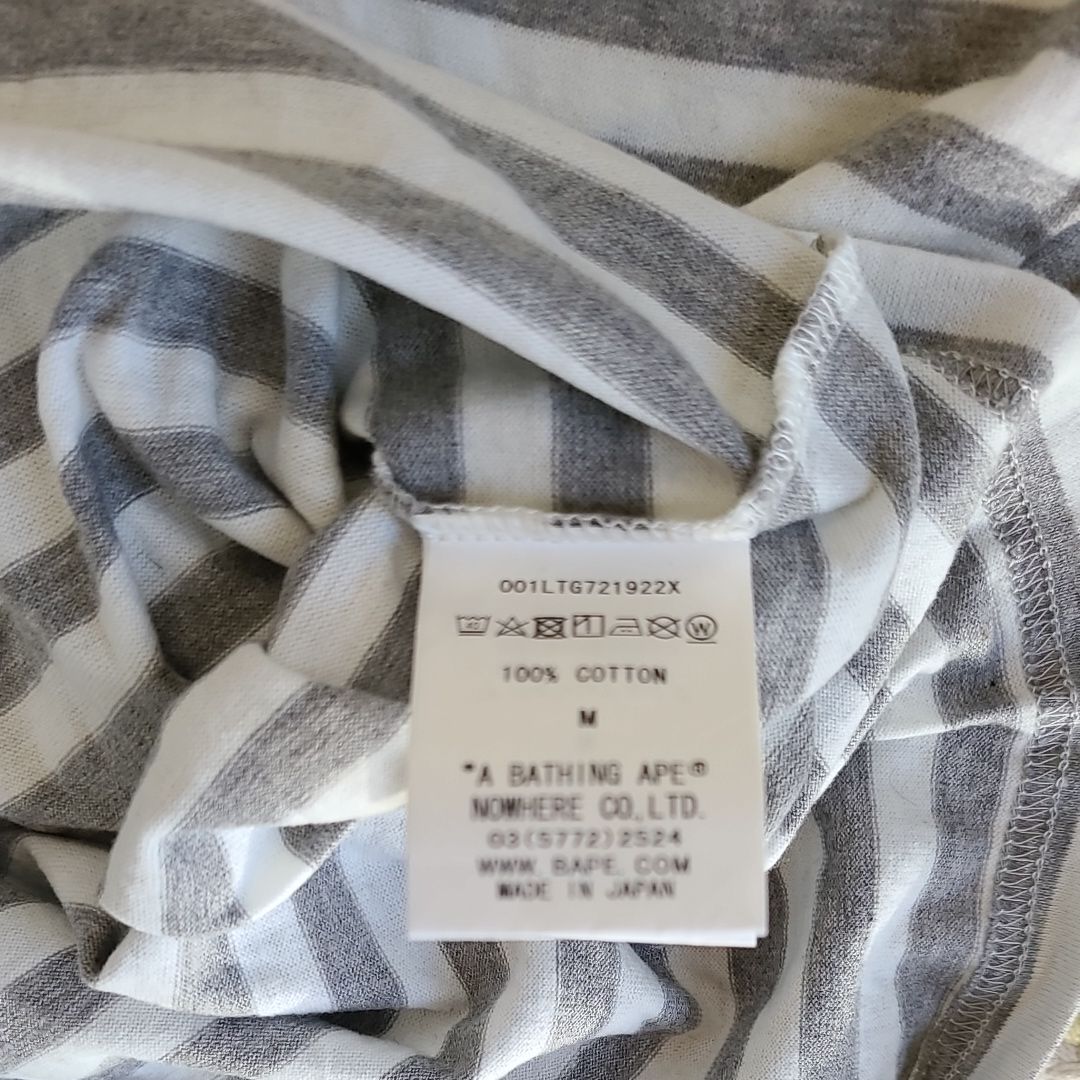 001LTG721922X
100% COTTON
M
"A BATHING APE®
NOWHERE CO,LTD.
03(5772)2524
WWW.BAPE.COM
MADE IN JAPAN